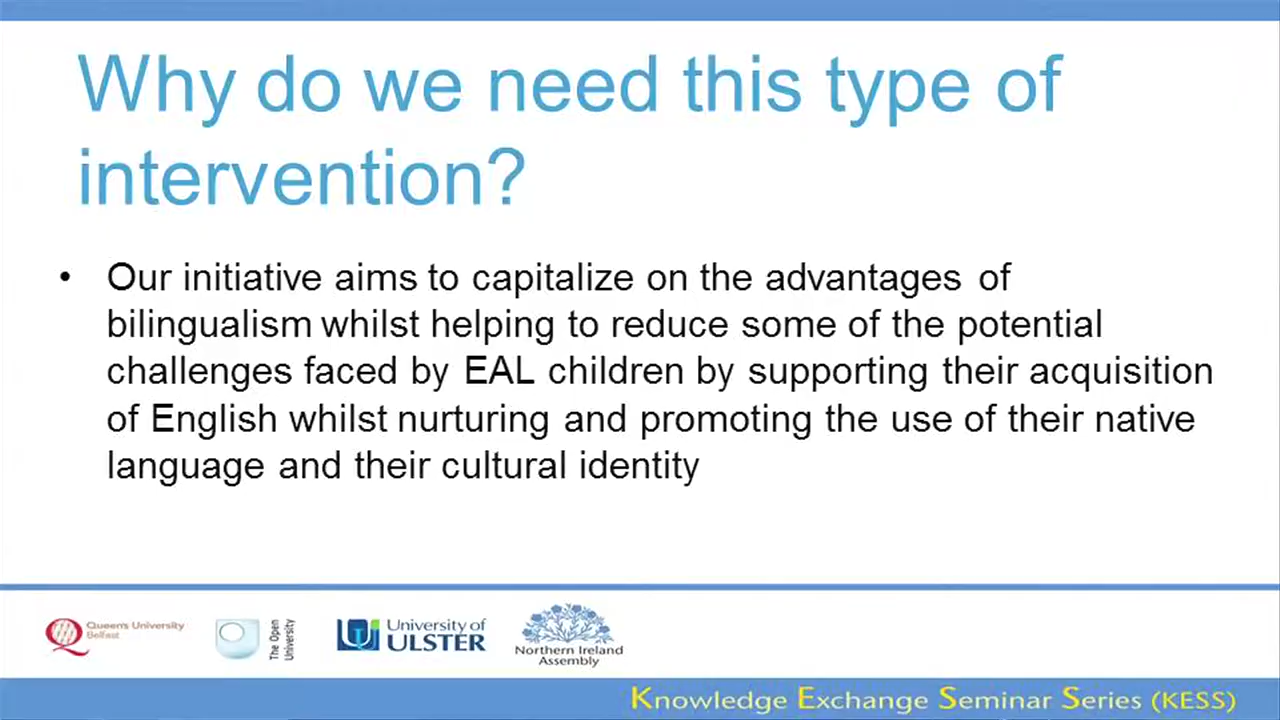 Why do we need this type of
intervention?
• Our initiative aims to capitalize on the advantages of
bilingualism whilst helping to reduce some of the potential
challenges faced by EAL children by supporting their acquisition
of English whilst nurturing and promoting the use of their native
language and their cultural identity
Queen's University
Belfast
The Open
University
University of
ULSTER
Northern Ireland
Assembly
Knowledge Exchange Seminar Series (KESS)